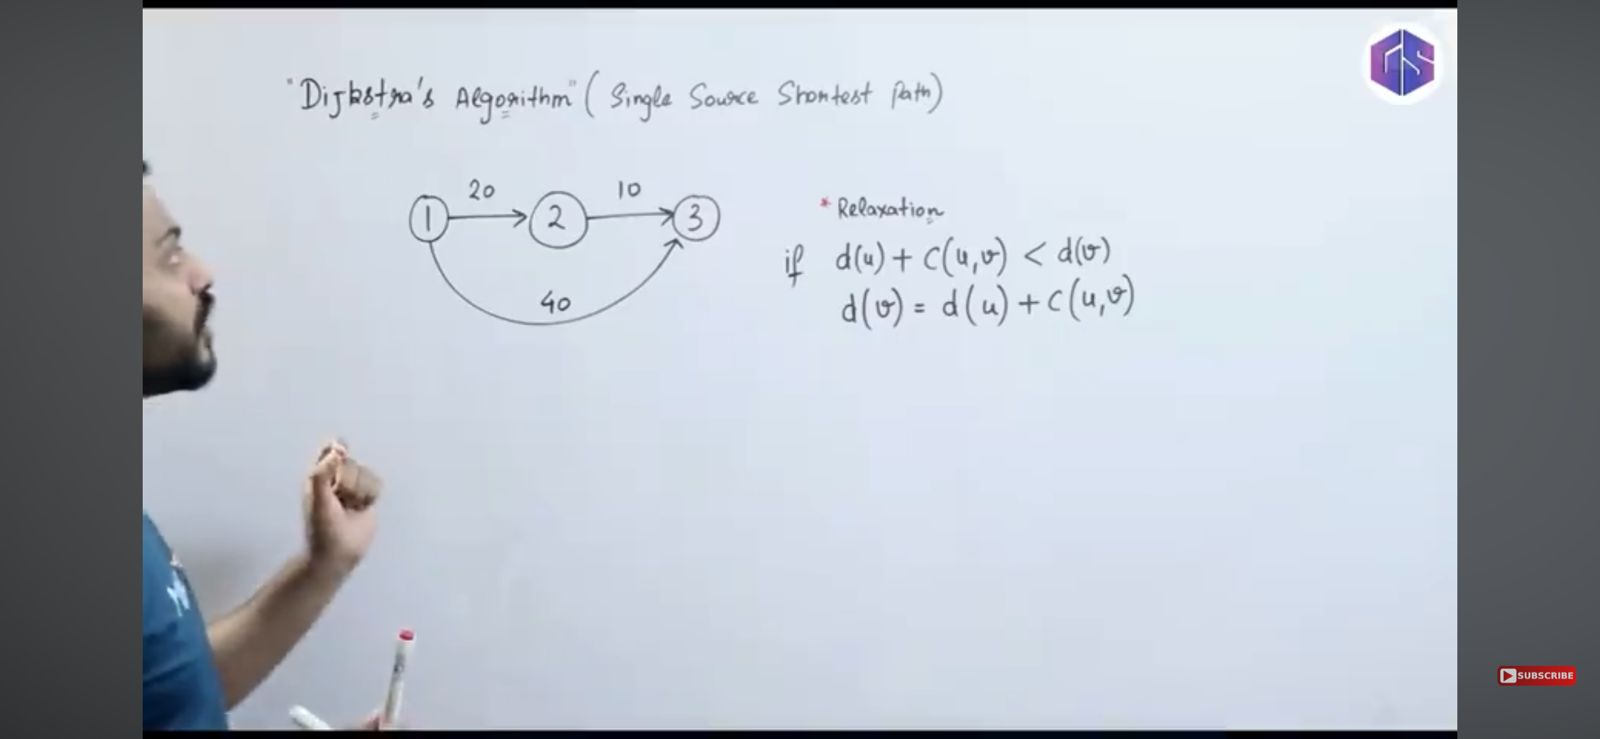 "Dijkstra's Algorithm" (Single Source Shortest Path)
20
10
1
2
3
40
* Relaxation
if d(u) + c(u,v) < d(v)
d(v) = d(u) + c(u,v)
SUBSCRIBE